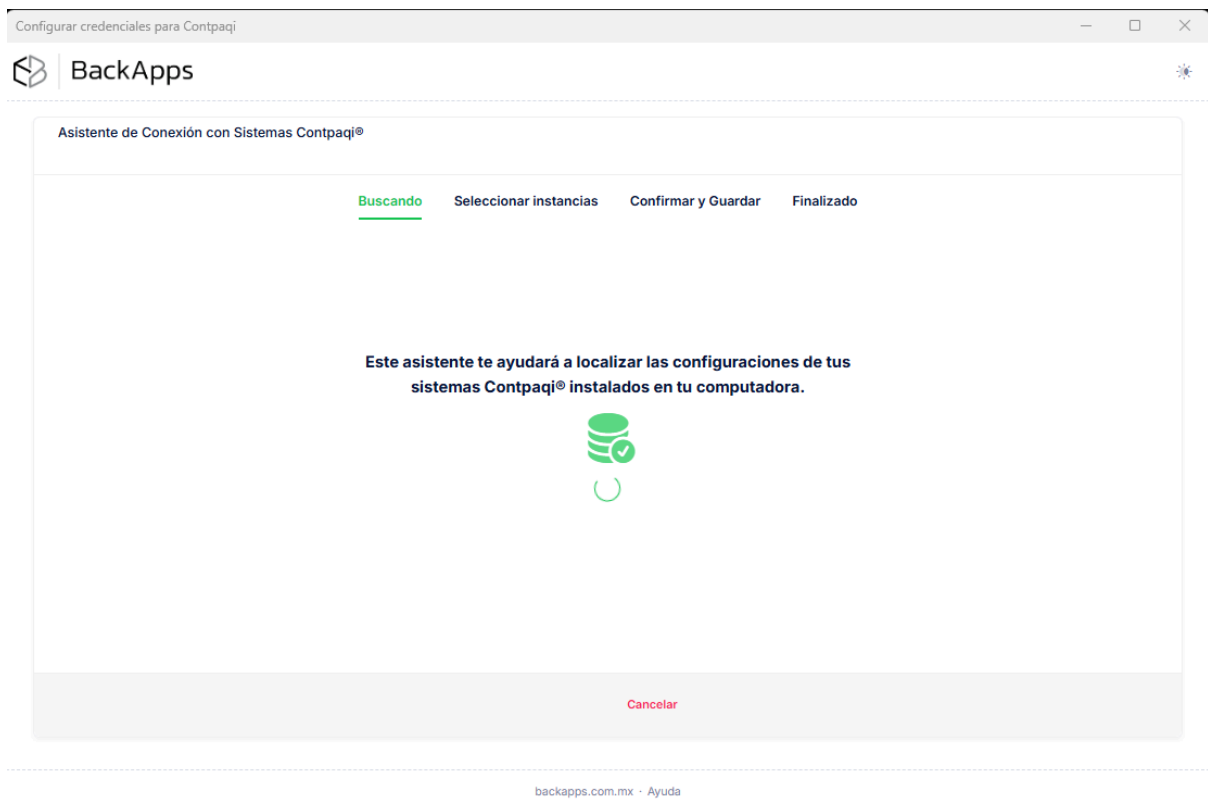 Configurar credenciales para Contpaqi
BackApps
Asistente de Conexión con Sistemas Contpaqi®
Buscando Seleccionar instancias Confirmar y Guardar Finalizado
Este asistente te ayudará a localizar las configuraciones de tus
sistemas Contpaqi® instalados en tu computadora.
Cancelar
backapps.com.mx · Ayuda